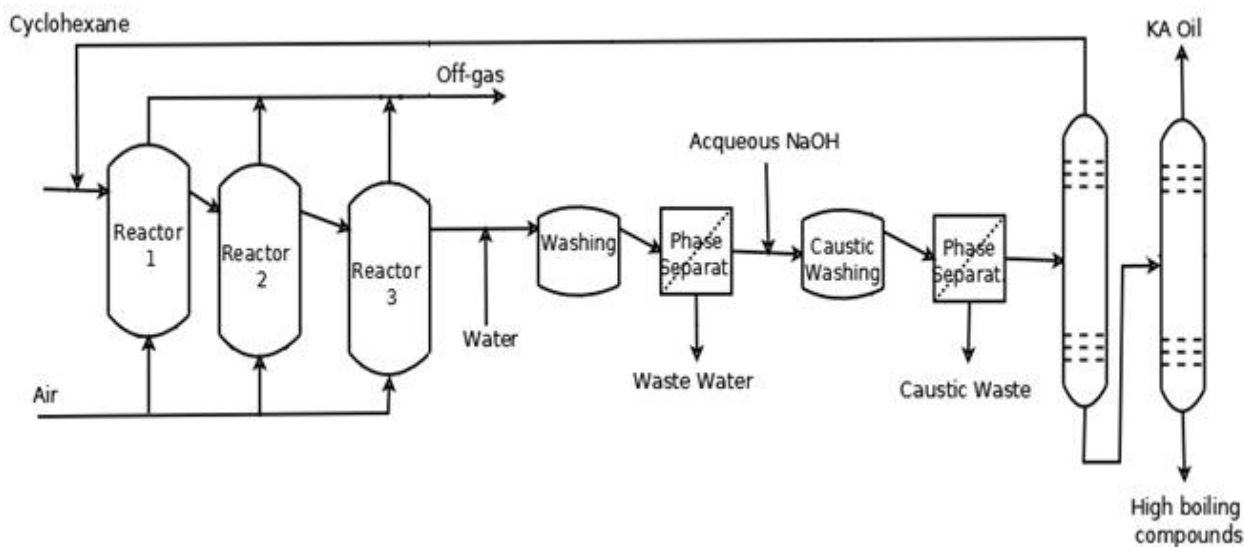 Cyclohexane
KA Oil
Off-gas
Acqueous NaOH
Reactor
1
Reactor
2
Reactor
3
Washing
Phase
Separat.
Caustic
Washing
Phase
Separat.
Water
Waste Water
Caustic Waste
Air
High boiling
compounds